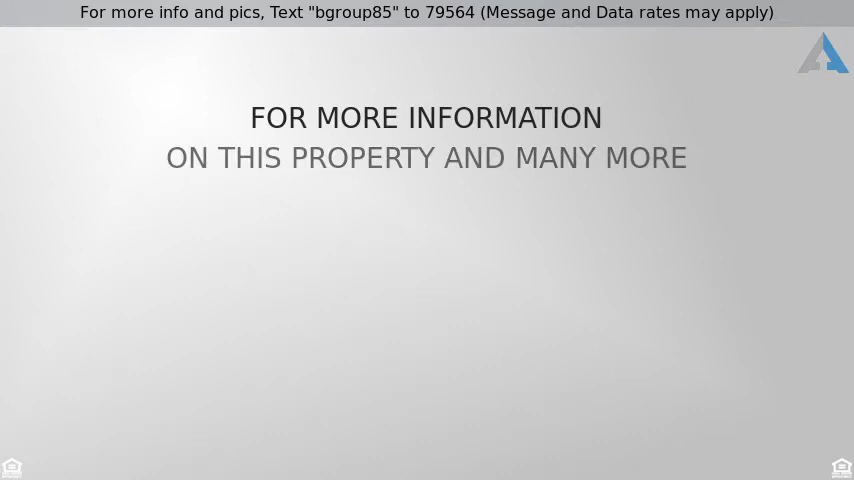 For more info and pics, Text "bgroup85" to 79564 (Message and Data rates may apply)
FOR MORE INFORMATION
ON THIS PROPERTY AND MANY MORE